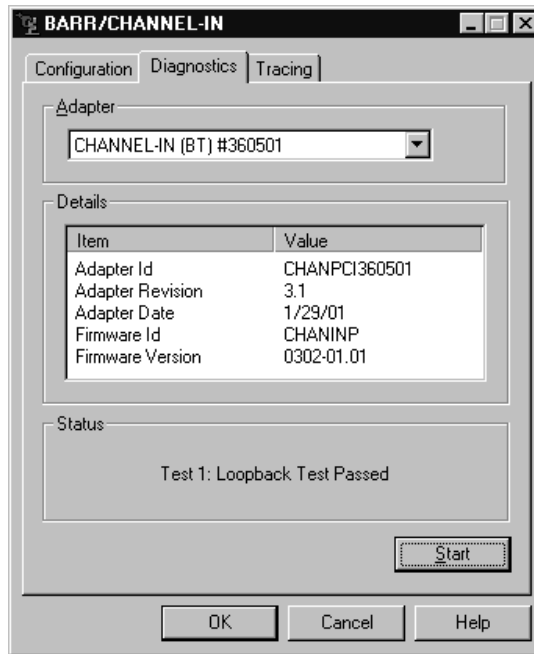 BARR/CHANNEL-IN
Configuration Diagnostics Tracing
Adapter
CHANNEL-IN (BT) #360501
Details
Item Value
Adapter Id CHANPCI360501
Adapter Revision 3.1
Adapter Date 1/29/01
Firmware Id CHANINP
Firmware Version 0302-01.01
Status
Test 1: Loopback Test Passed
Start
OK Cancel Help